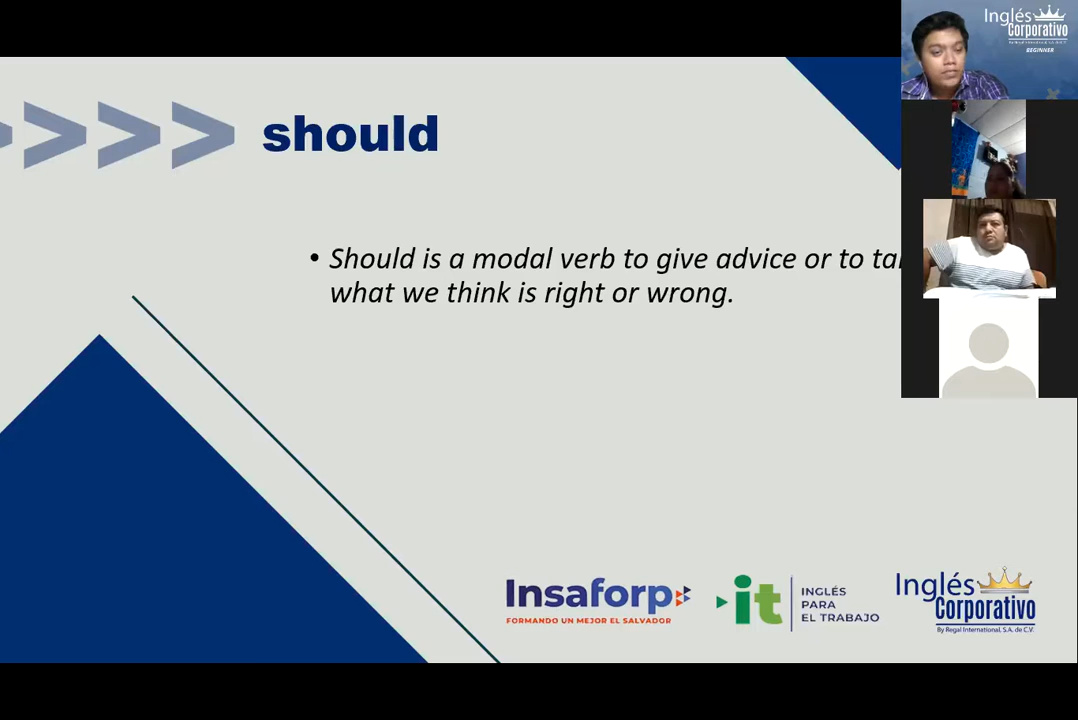 should
• Should is a modal verb to give advice or to
what we think is right or wrong.
Insaforp
FORMANDO UN MEJOR EL SALVADOR
it
INGLÉS
PARA
EL TRABAJO
Inglés
Corporativo
By Regal International, S.A. de C.V.
Inglés
Corporativo
BEGINNER